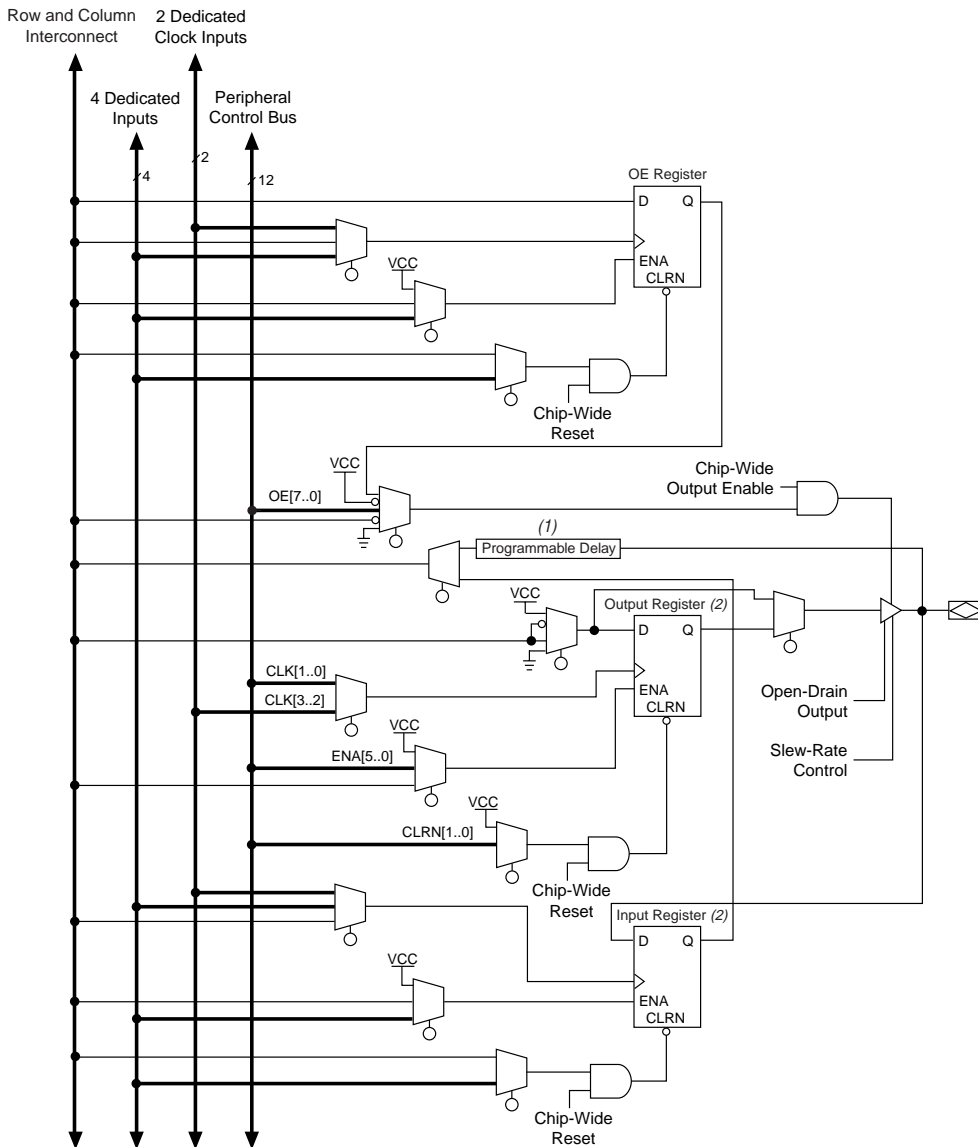 Row and Column
Interconnect
2 Dedicated
Clock Inputs
4 Dedicated
Inputs
Peripheral
Control Bus
2
4
12
OE Register
D Q
ENA
CLRN
VCC
Chip-Wide
Reset
VCC
OE[7..0]
Chip-Wide
Output Enable
(1)
Programmable Delay
VCC
Output Register (2)
D Q
ENA
CLRN
CLK[1..0]
CLK[3..2]
Open-Drain
Output
VCC
ENA[5..0]
Slew-Rate
Control
VCC
CLRN[1..0]
Chip-Wide
Reset
Input Register (2)
D Q
ENA
CLRN
VCC
Chip-Wide
Reset